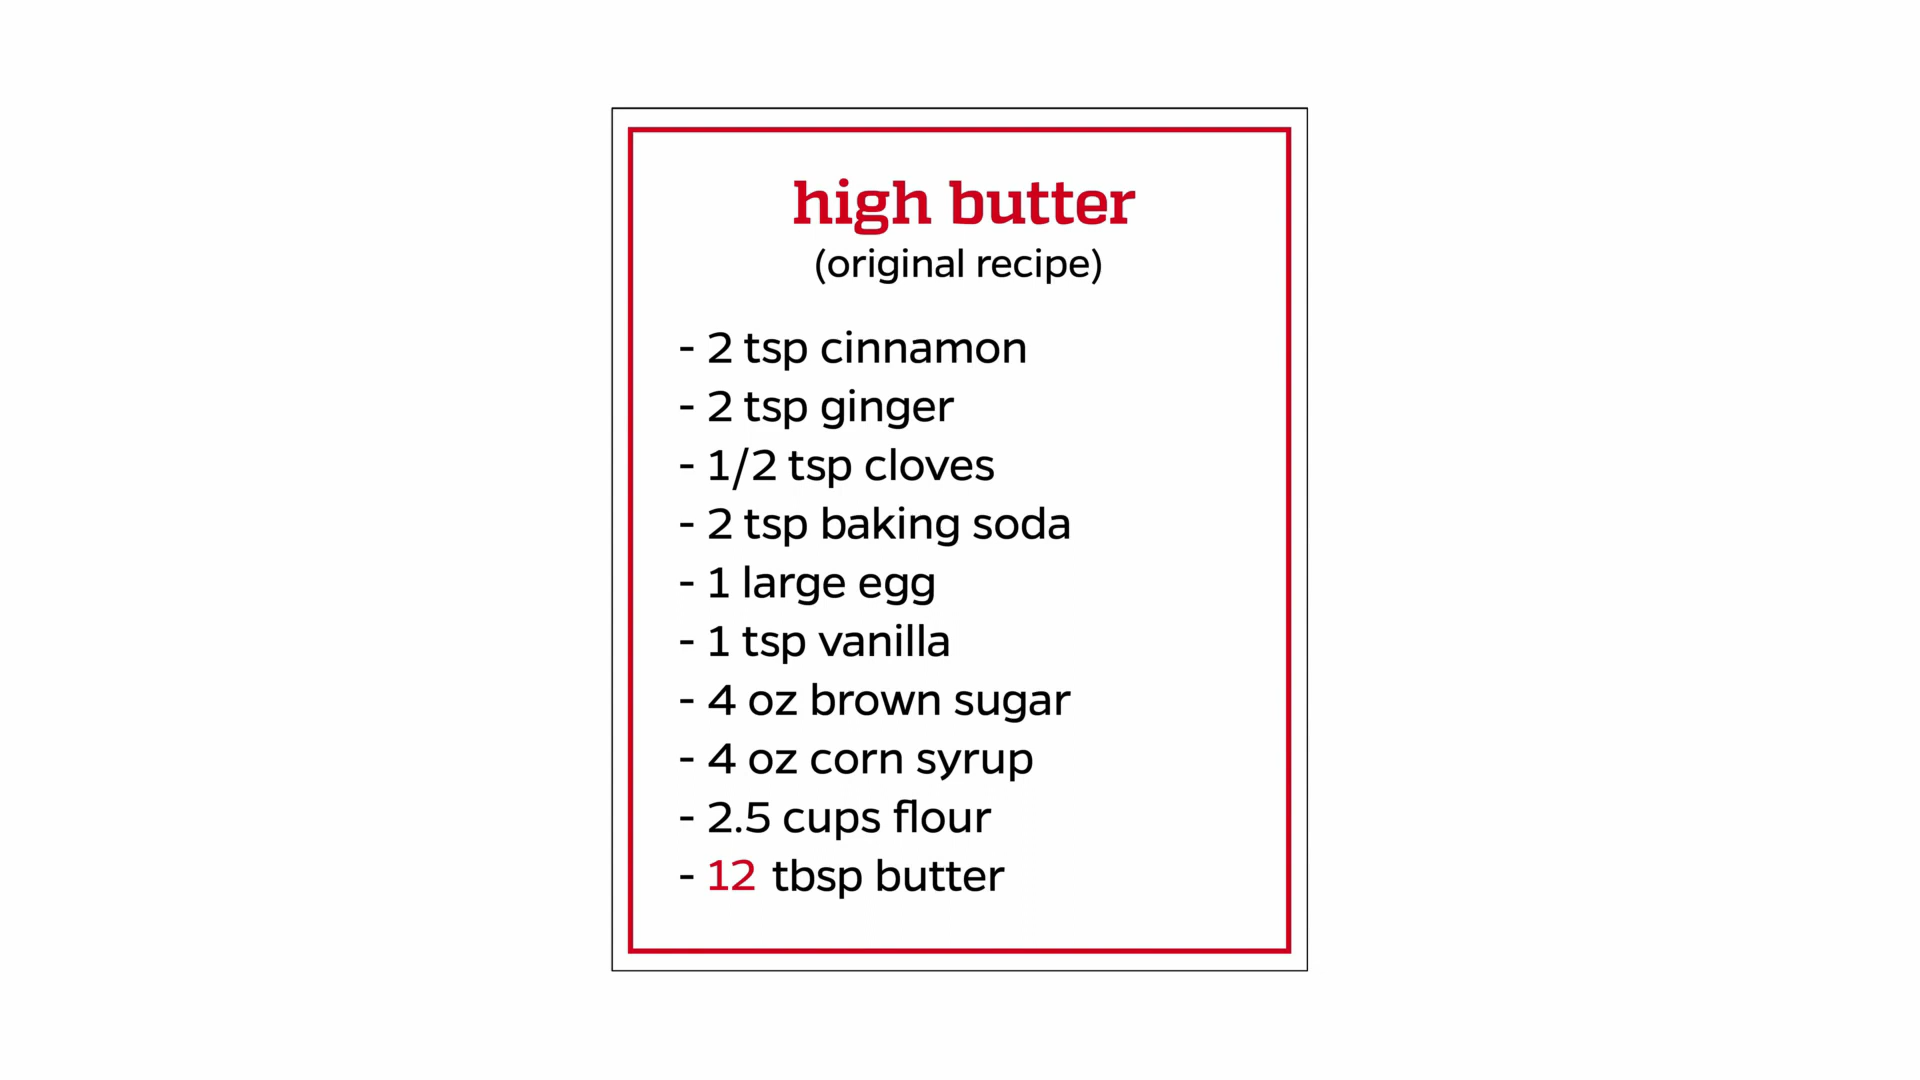 high butter
(original recipe)
- 2 tsp cinnamon
- 2 tsp ginger
- 1/2 tsp cloves
- 2 tsp baking soda
- 1 large egg
- 1 tsp vanilla
- 4 oz brown sugar
- 4 oz corn syrup
- 2.5 cups flour
- 12 tbsp butter